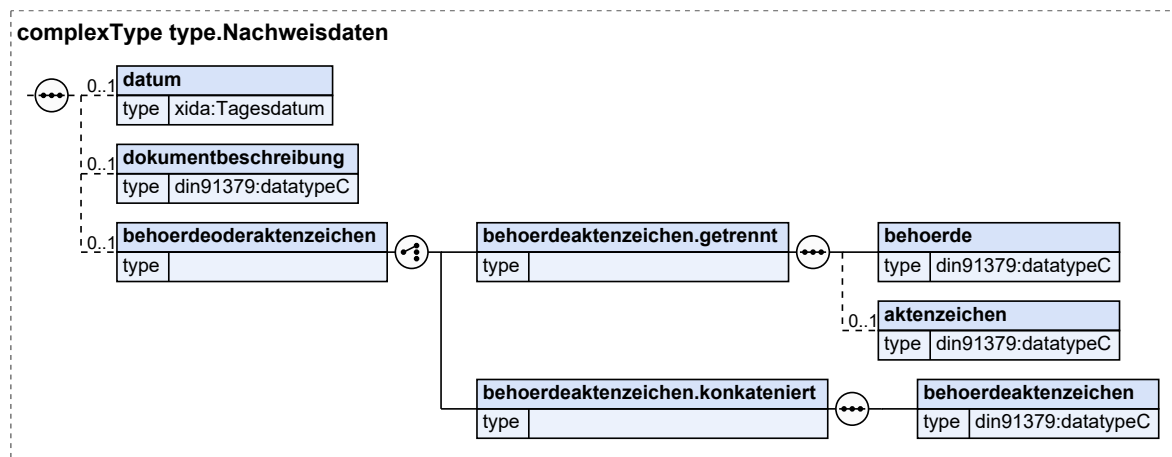 complexType type.Nachweisdaten
0..1 datum
type xida:Tagesdatum
0..1 dokumentbeschreibung
type din91379:datatypeC
0..1 behoerdeoderaktenzeichen
type
behoerdeaktenzeichen.getrennt
type
behoerde
type din91379:datatypeC
0..1 aktenzeichen
type din91379:datatypeC
behoerdeaktenzeichen.konkateniert
type
behoerdeaktenzeichen
type din91379:datatypeC